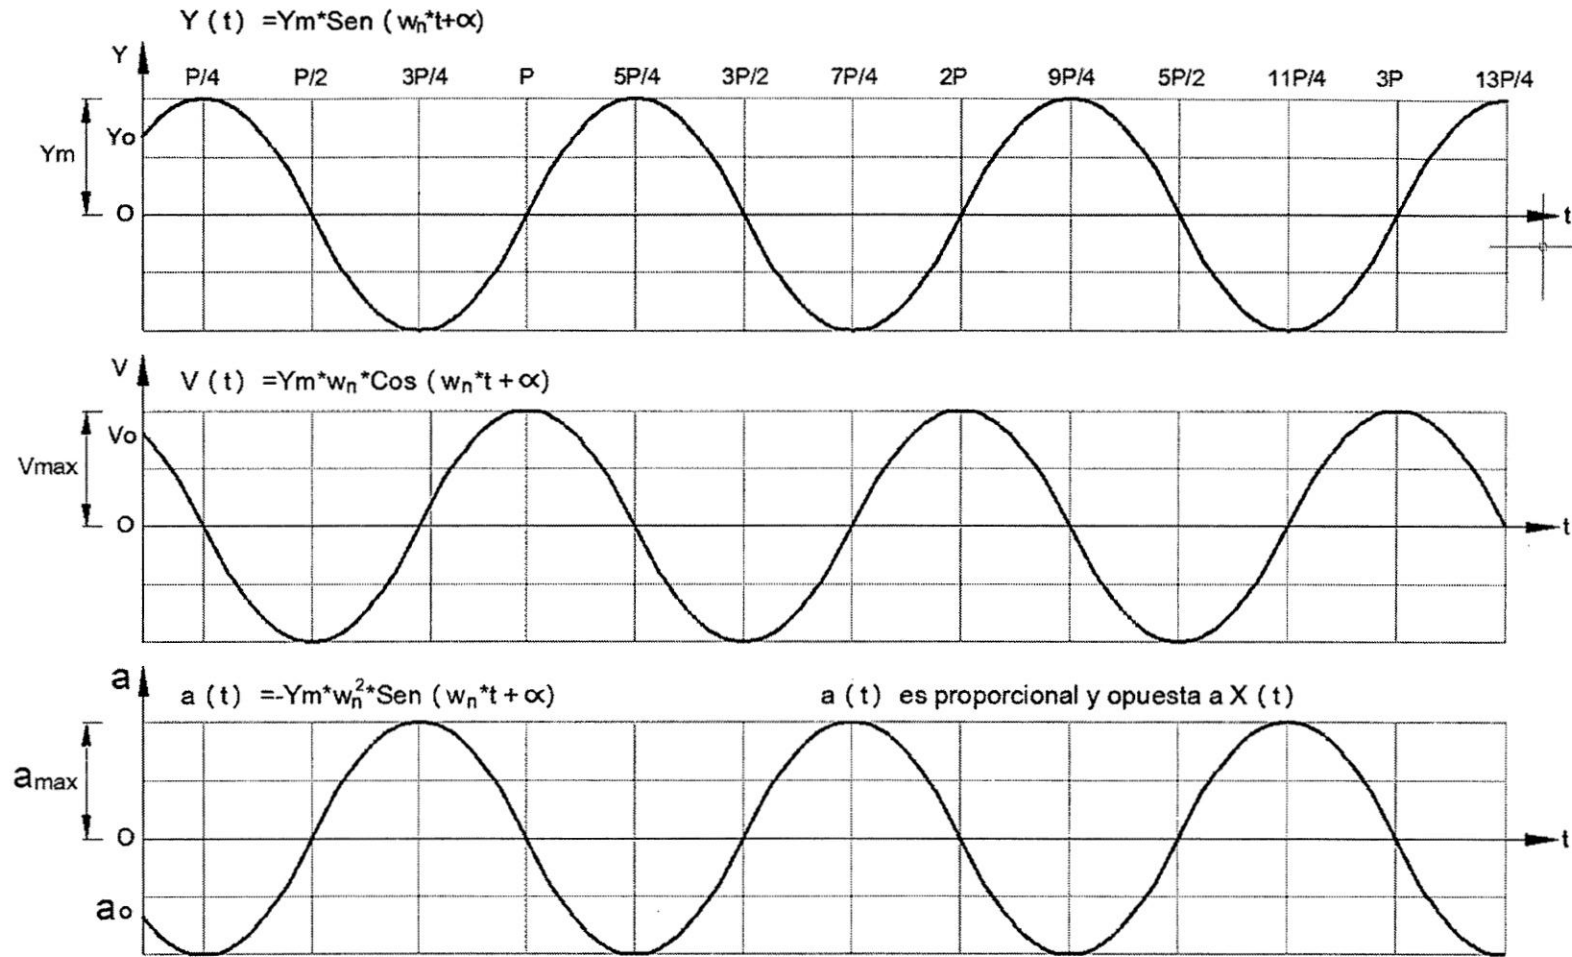 Y (t) =Ym*Sen (wn*t+∝)
Y
P/4 P/2 3P/4 P 5P/4 3P/2 7P/4 2P 9P/4 5P/2 11P/4 3P 13P/4
Yo
Ym
O
t
V
V (t) =Ym*wn*Cos (wn*t+∝)
Vo
Vmax
O
t
a
a (t) =-Ym*wn²*Sen (wn*t+∝)
a (t) es proporcional y opuesta a X (t)
amax
O
t
ao